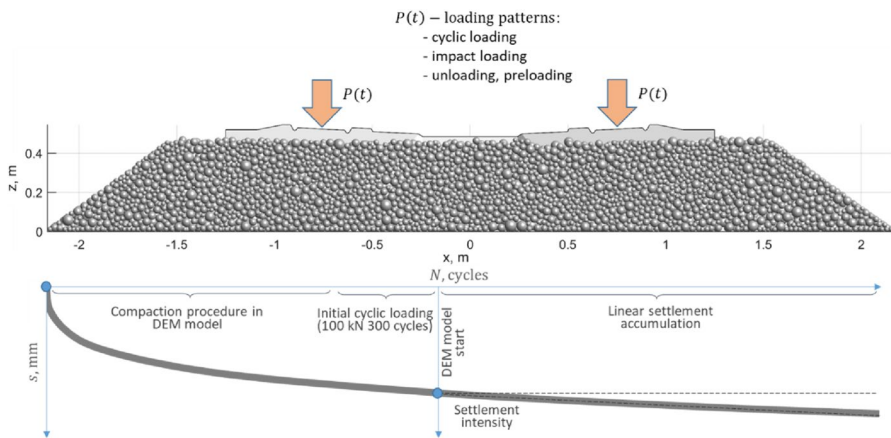 P(t) – loading patterns:
- cyclic loading
- impact loading
- unloading, preloading
P(t)
P(t)
z, m
0.4
0.2
0
-2
-1.5
-1
-0.5
0
0.5
1
1.5
2
x, m
N, cycles
Compaction procedure in
DEM model
Initial cyclic loading
(100 kN 300 cycles)
DEM model
start
Linear settlement
accumulation
s, mm
Settlement
intensity